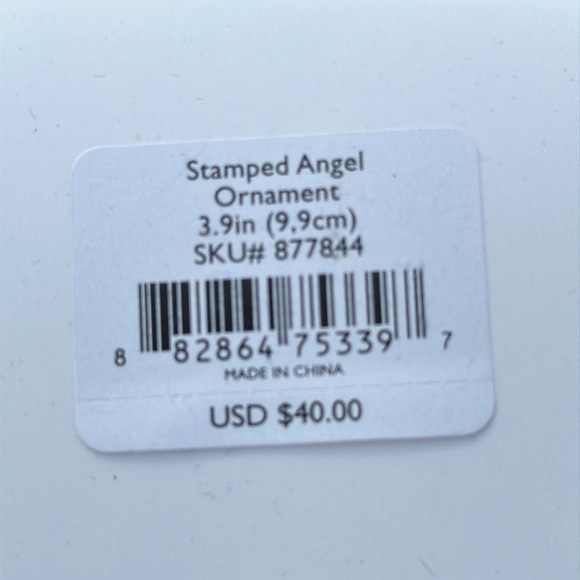 Stamped Angel
Ornament
3.9in (9,9cm)
SKU# 877844
8 82864 75339 7
MADE IN CHINA
USD $40.00